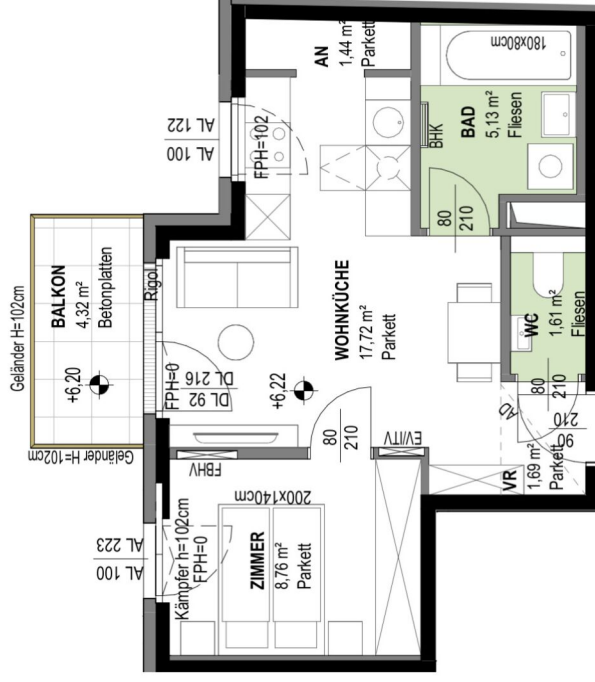 AN
1,44 m²
Parkett
180x80cm
BAD
5,13 m²
Fliesen
BHK
AL 122
AL 100
FPH=102
80
210
Geländer H=102cm
BALKON
4,32 m²
Betonplatten
+6,20
Rigol
Geländer H=102cm
WOHNKÜCHE
17,72 m²
Parkett
+6,22
DL 216
DL 92
FPH=0
WC
1,61 m²
Fliesen
80
210
AD
90
210
VR
1,69 m²
Parkett
80
210
EV/ITV
FBHV
200x140cm
ZIMMER
8,76 m²
Parkett
AL 223
AL 100
Kämpfer h=102cm
FPH=0